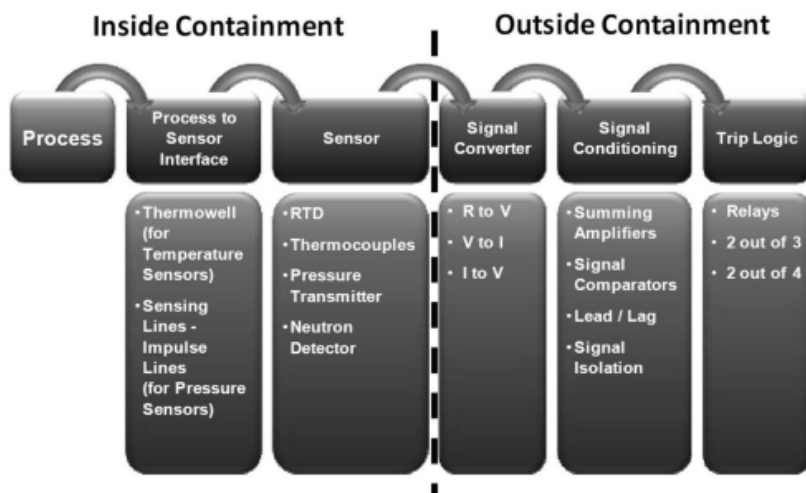 Inside Containment
Outside Containment
Process
Process to
Sensor
Interface
Sensor
Signal
Converter
Signal
Conditioning
Trip Logic
•Thermowell
(for
Temperature
Sensors)
•Sensing
Lines -
Impulse
Lines
(for Pressure
Sensors)
•RTD
•Thermocouples
•Pressure
Transmitter
•Neutron
Detector
•R to V
•V to I
•I to V
•Summing
Amplifiers
•Signal
Comparators
•Lead / Lag
•Signal
Isolation
•Relays
•2 out of 3
•2 out of 4